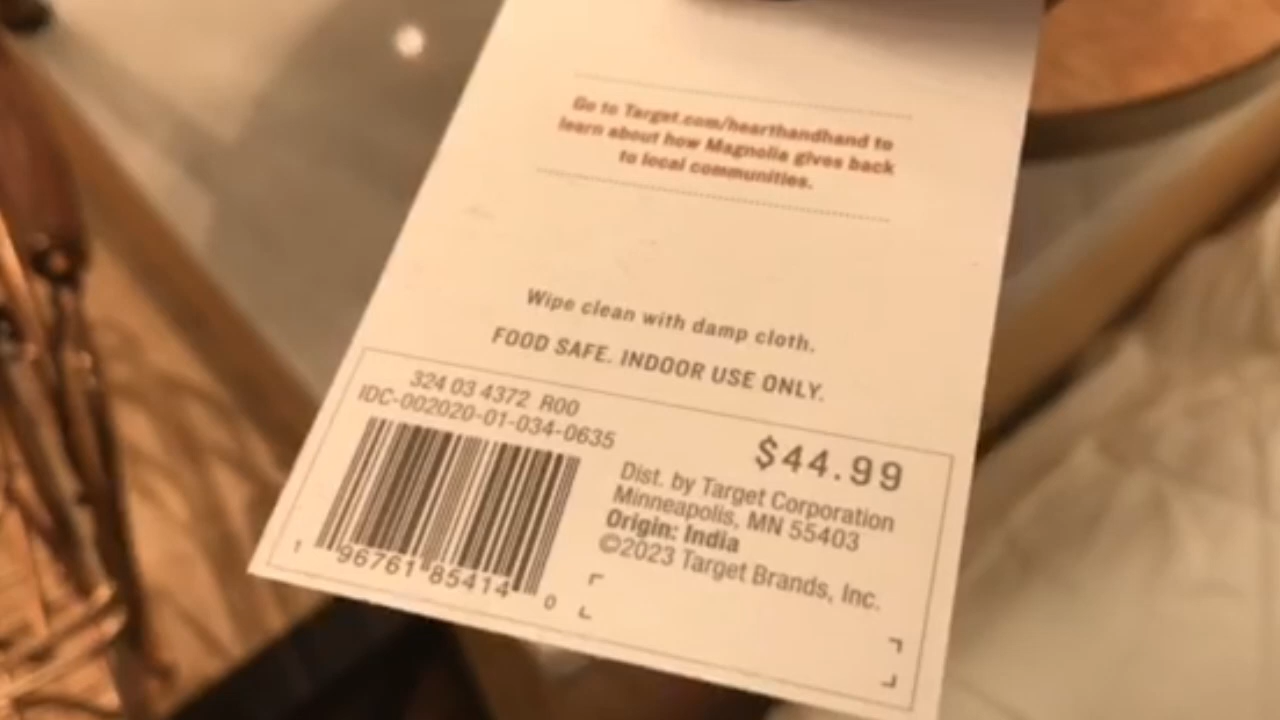 Go to Target.com/hearthandhand to
learn about how Magnolia gives back
to local communities.
Wipe clean with damp cloth.
FOOD SAFE. INDOOR USE ONLY.
324 03 4372 R00
IDC-002020-01-034-0635
$44.99
Dist. by Target Corporation
Minneapolis, MN 55403
Origin: India
©2023 Target Brands, Inc.
1 96761 85414 0